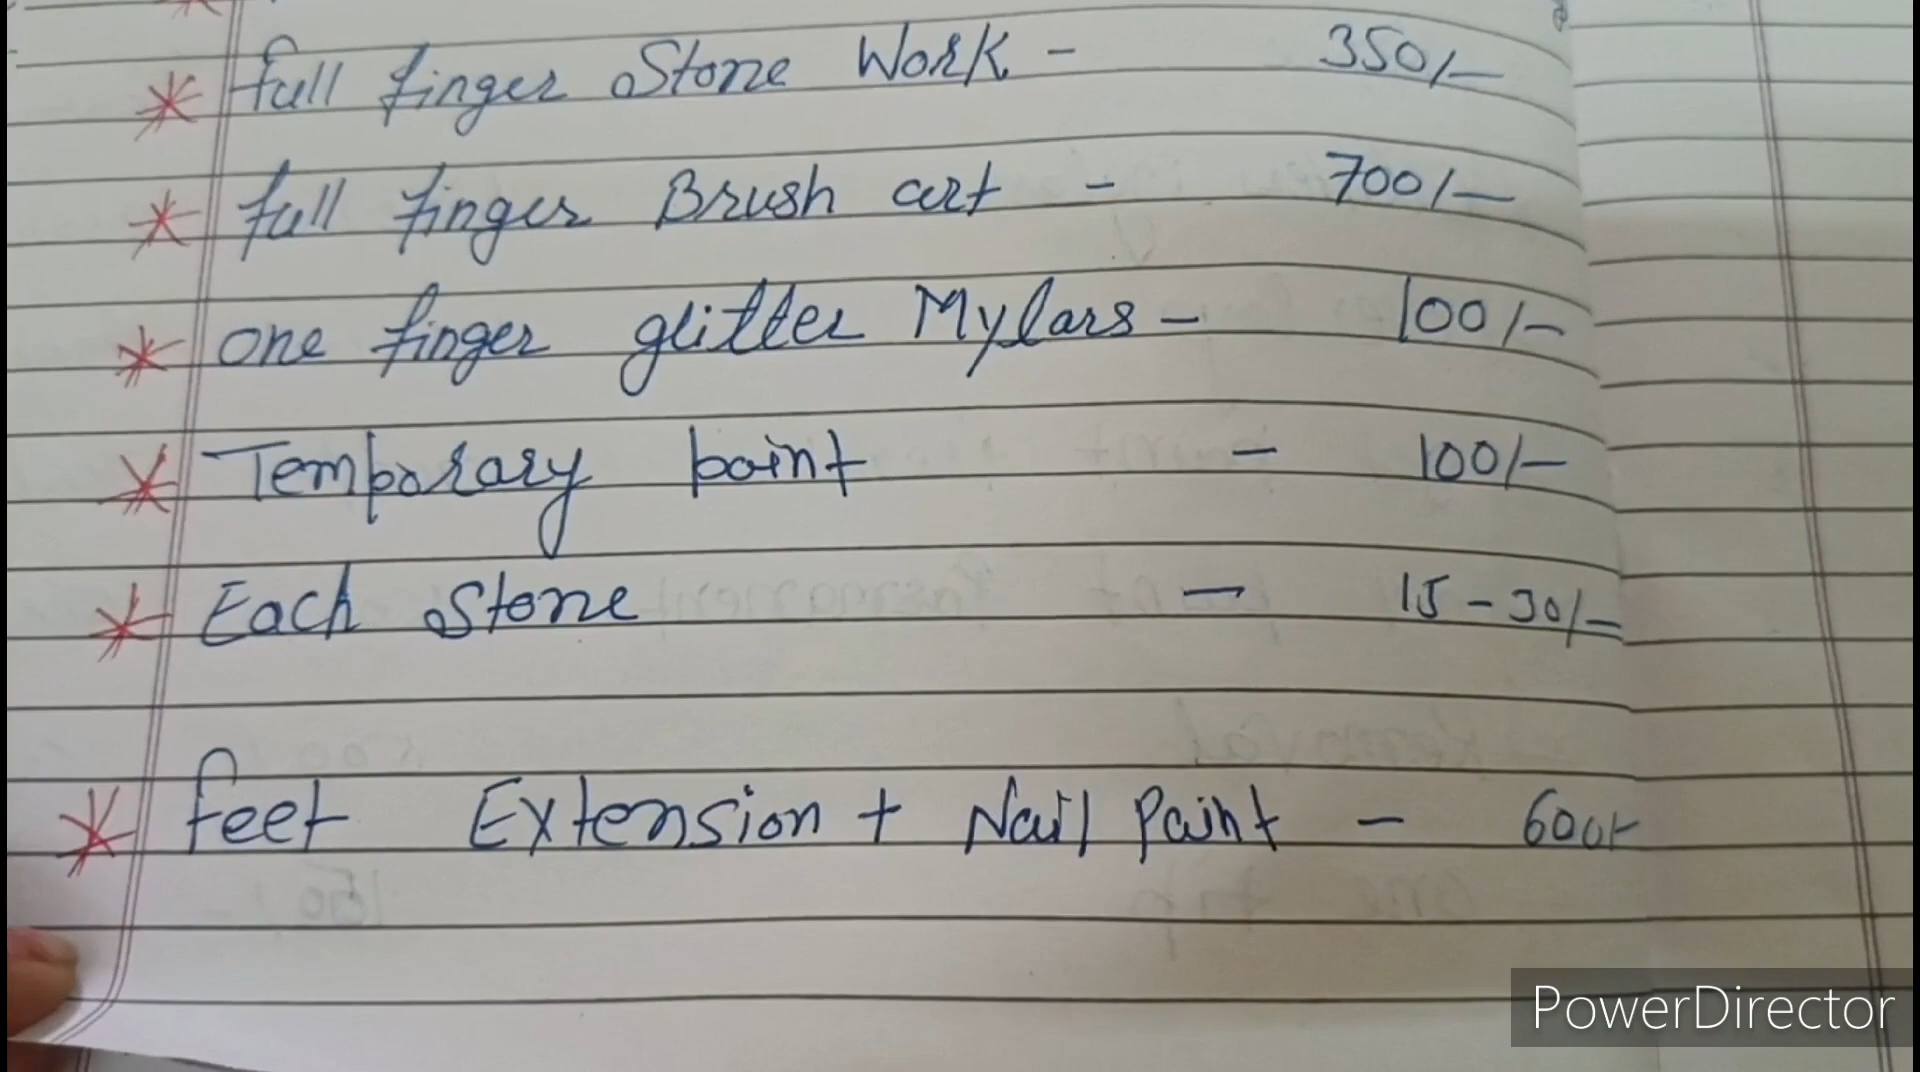 * full finger Stone Work - 350/-
* full finger Brush art - 700/-
* one finger glitter Mylars - 100/-
* Temporary paint - 100/-
* Each Stone - 15-30/-
* feet Extension + Nail Paint - 600/-
PowerDirector